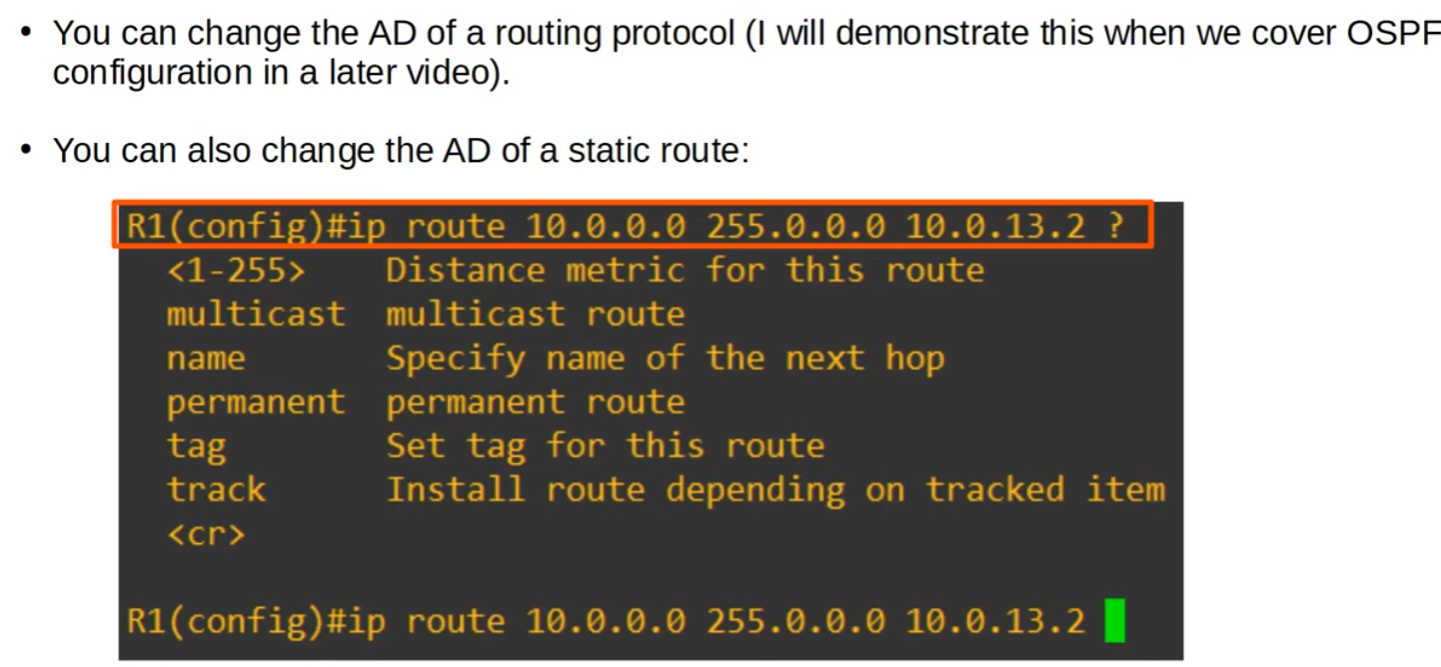 • You can change the AD of a routing protocol (I will demonstrate this when we cover OSPF
configuration in a later video).
• You can also change the AD of a static route:
R1(config)#ip route 10.0.0.0 255.0.0.0 10.0.13.2 ?
<1-255> Distance metric for this route
multicast multicast route
name Specify name of the next hop
permanent permanent route
tag Set tag for this route
track Install route depending on tracked item
<cr>
R1(config)#ip route 10.0.0.0 255.0.0.0 10.0.13.2